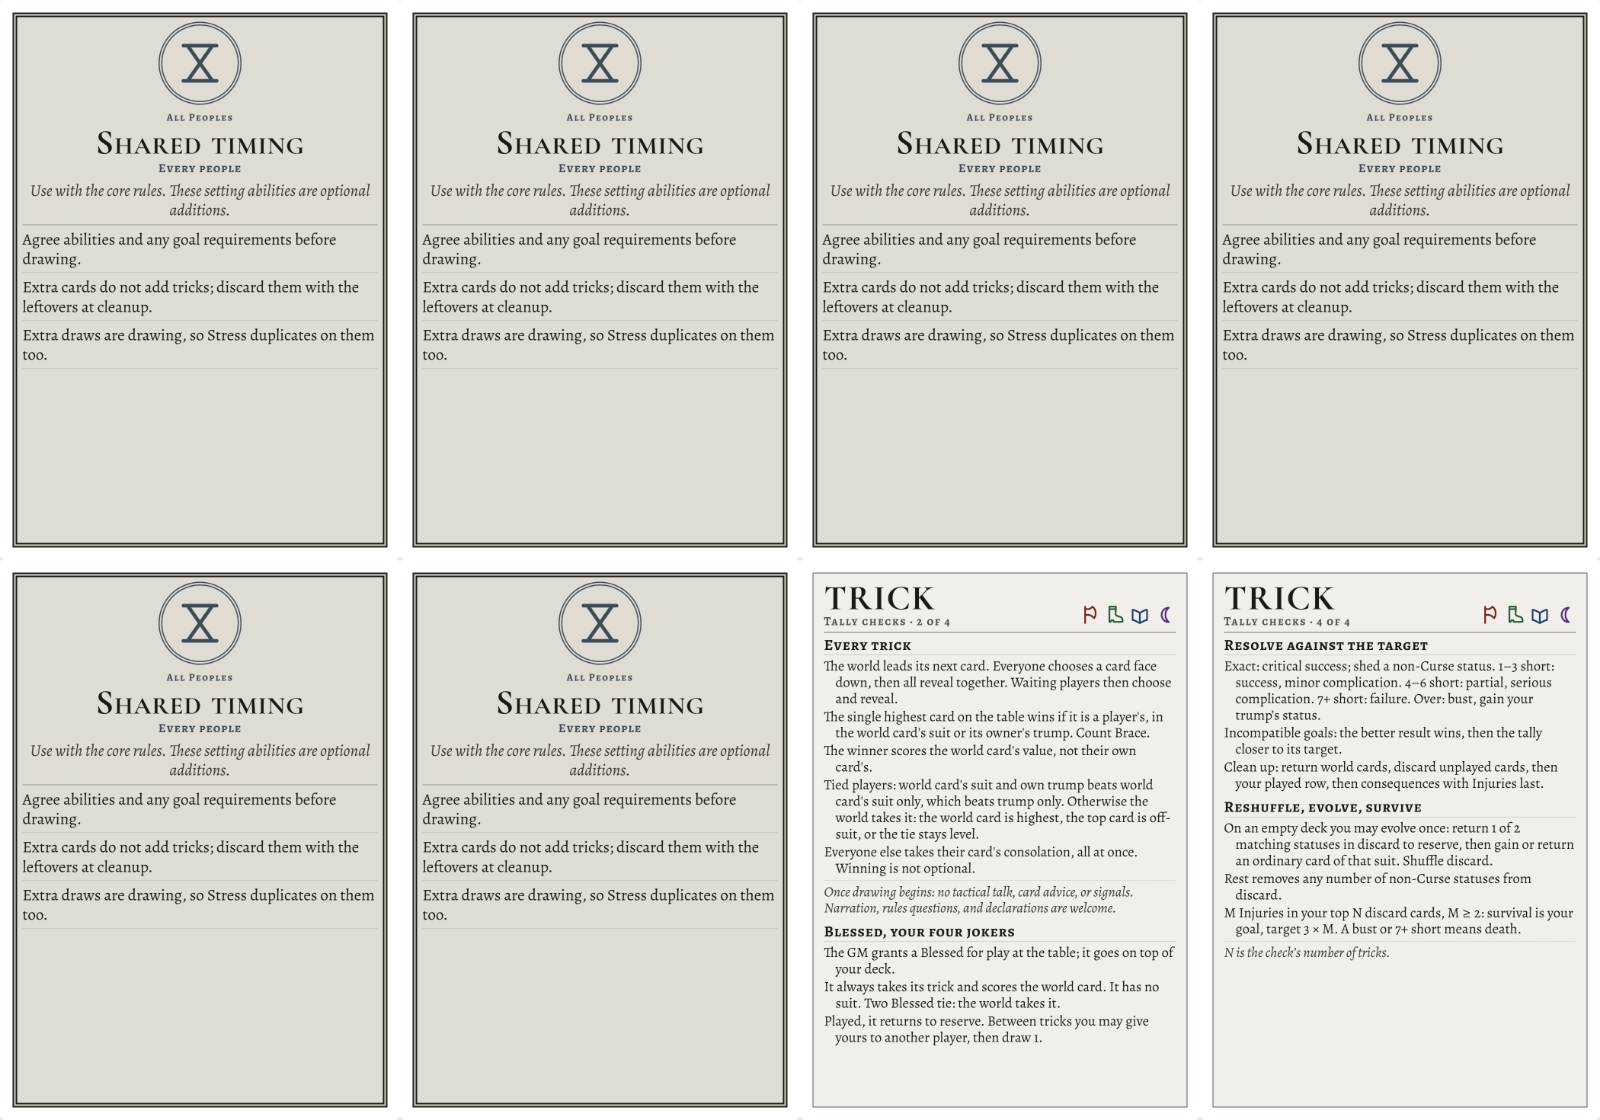 All Peoples
Shared timing
Every people
Use with the core rules. These setting abilities are optional
additions.
Agree abilities and any goal requirements before
drawing.
Extra cards do not add tricks; discard them with the
leftovers at cleanup.
Extra draws are drawing, so Stress duplicates on them
too.
All Peoples
Shared timing
Every people
Use with the core rules. These setting abilities are optional
additions.
Agree abilities and any goal requirements before
drawing.
Extra cards do not add tricks; discard them with the
leftovers at cleanup.
Extra draws are drawing, so Stress duplicates on them
too.
All Peoples
Shared timing
Every people
Use with the core rules. These setting abilities are optional
additions.
Agree abilities and any goal requirements before
drawing.
Extra cards do not add tricks; discard them with the
leftovers at cleanup.
Extra draws are drawing, so Stress duplicates on them
too.
All Peoples
Shared timing
Every people
Use with the core rules. These setting abilities are optional
additions.
Agree abilities and any goal requirements before
drawing.
Extra cards do not add tricks; discard them with the
leftovers at cleanup.
Extra draws are drawing, so Stress duplicates on them
too.
All Peoples
Shared timing
Every people
Use with the core rules. These setting abilities are optional
additions.
Agree abilities and any goal requirements before
drawing.
Extra cards do not add tricks; discard them with the
leftovers at cleanup.
Extra draws are drawing, so Stress duplicates on them
too.
All Peoples
Shared timing
Every people
Use with the core rules. These setting abilities are optional
additions.
Agree abilities and any goal requirements before
drawing.
Extra cards do not add tricks; discard them with the
leftovers at cleanup.
Extra draws are drawing, so Stress duplicates on them
too.
TRICK
Tally checks · 2 of 4
Every trick
The world leads its next card. Everyone chooses a card face
down, then all reveal together. Waiting players then choose
and reveal.
The single highest card on the table wins if it is a player's, in
the world card's suit or its owner's trump. Count Brace.
The winner scores the world card's value, not their own
card's.
Tied players: world card's suit and own trump beats world
card's suit only, which beats trump only. Otherwise the
world takes it: the world card is highest, the top card is off-
suit, or the tie stays level.
Everyone else takes their card's consolation, all at once.
Winning is not optional.
Once drawing begins: no tactical talk, card advice, or signals.
Narration, rules questions, and declarations are welcome.
Blessed, your four jokers
The GM grants a Blessed for play at the table; it goes on top of
your deck.
It always takes its trick and scores the world card. It has no
suit. Two Blessed tie: the world takes it.
Played, it returns to reserve. Between tricks you may give
yours to another player, then draw 1.
TRICK
Tally checks · 4 of 4
Resolve against the target
Exact: critical success; shed a non-Curse status. 1–3 short:
success, minor complication. 4–6 short: partial, serious
complication. 7+ short: failure. Over: bust, gain your
trump's status.
Incompatible goals: the better result wins, then the tally
closer to its target.
Clean up: return world cards, discard unplayed cards, then
your played row, then consequences with Injuries last.
Reshuffle, evolve, survive
On an empty deck you may evolve once: return 1 of 2
matching statuses in discard to reserve, then gain or return
an ordinary card of that suit. Shuffle discard.
Rest removes any number of non-Curse statuses from
discard.
M Injuries in your top N discard cards, M ≥ 2: survival is your
goal, target 3 × M. A bust or 7+ short means death.
N is the check's number of tricks.